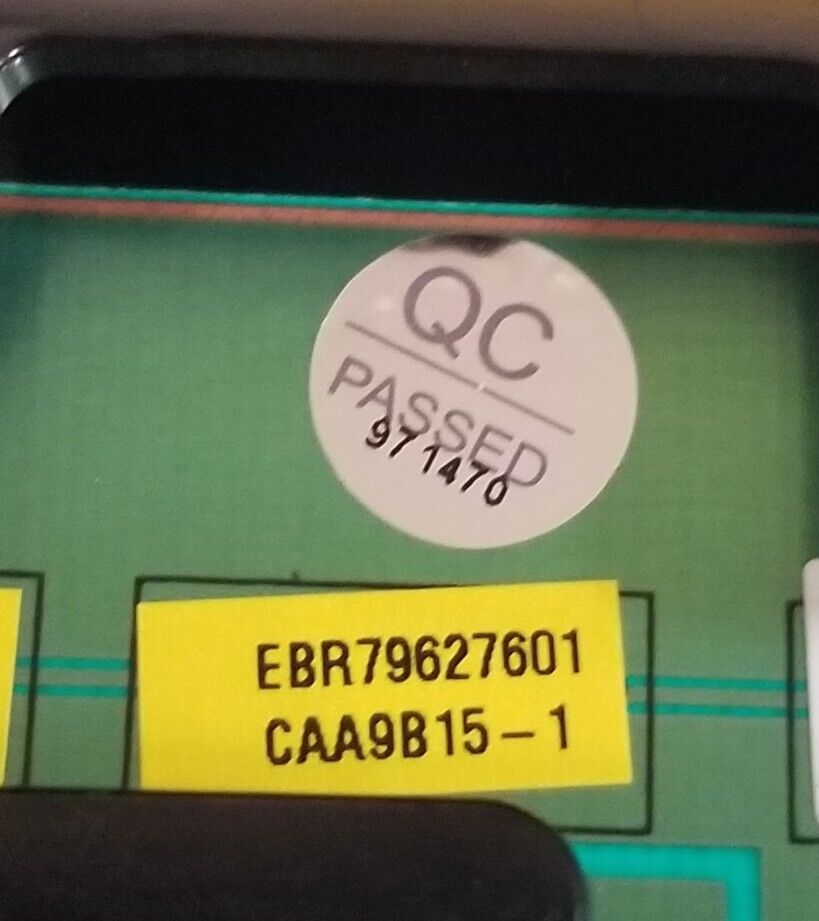 QC
PASSED
971470
EBR79627601
CAA9B15-1